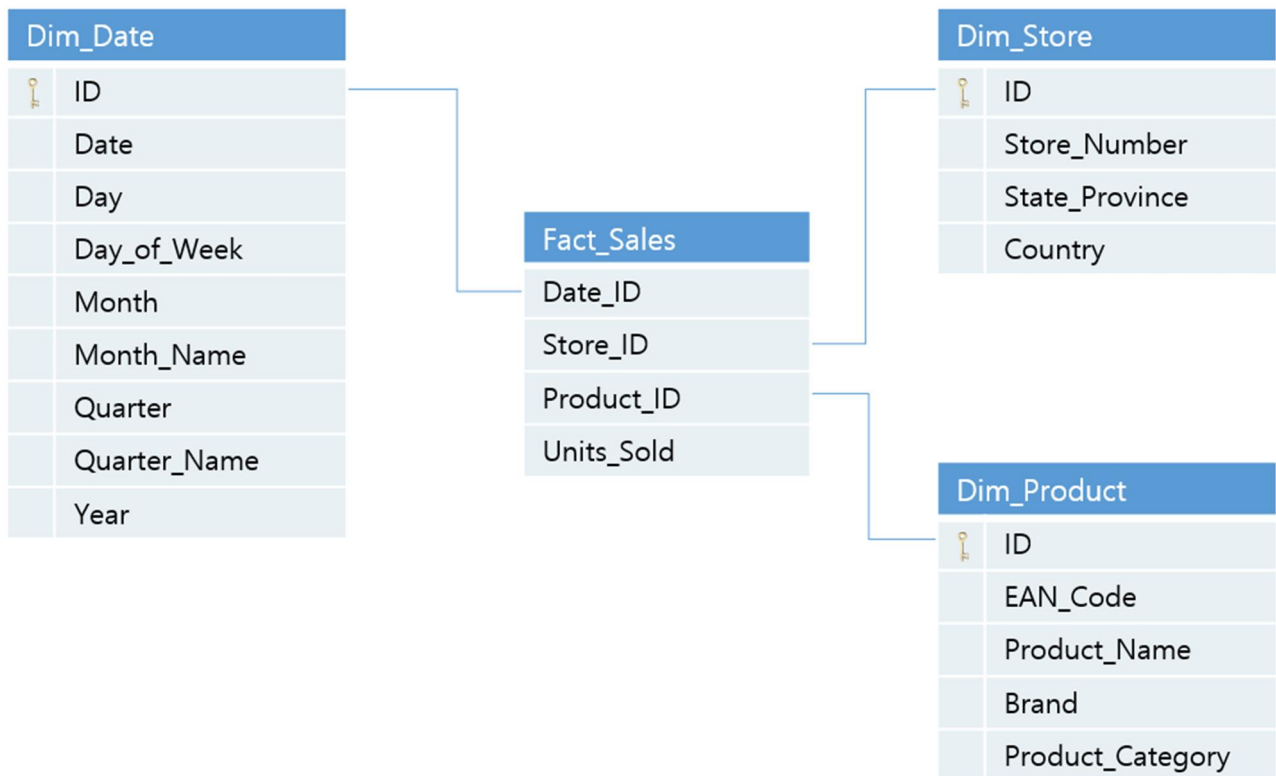 Dim_Date
ID
Date
Day
Day_of_Week
Month
Month_Name
Quarter
Quarter_Name
Year
Fact_Sales
Date_ID
Store_ID
Product_ID
Units_Sold
Dim_Store
ID
Store_Number
State_Province
Country
Dim_Product
ID
EAN_Code
Product_Name
Brand
Product_Category